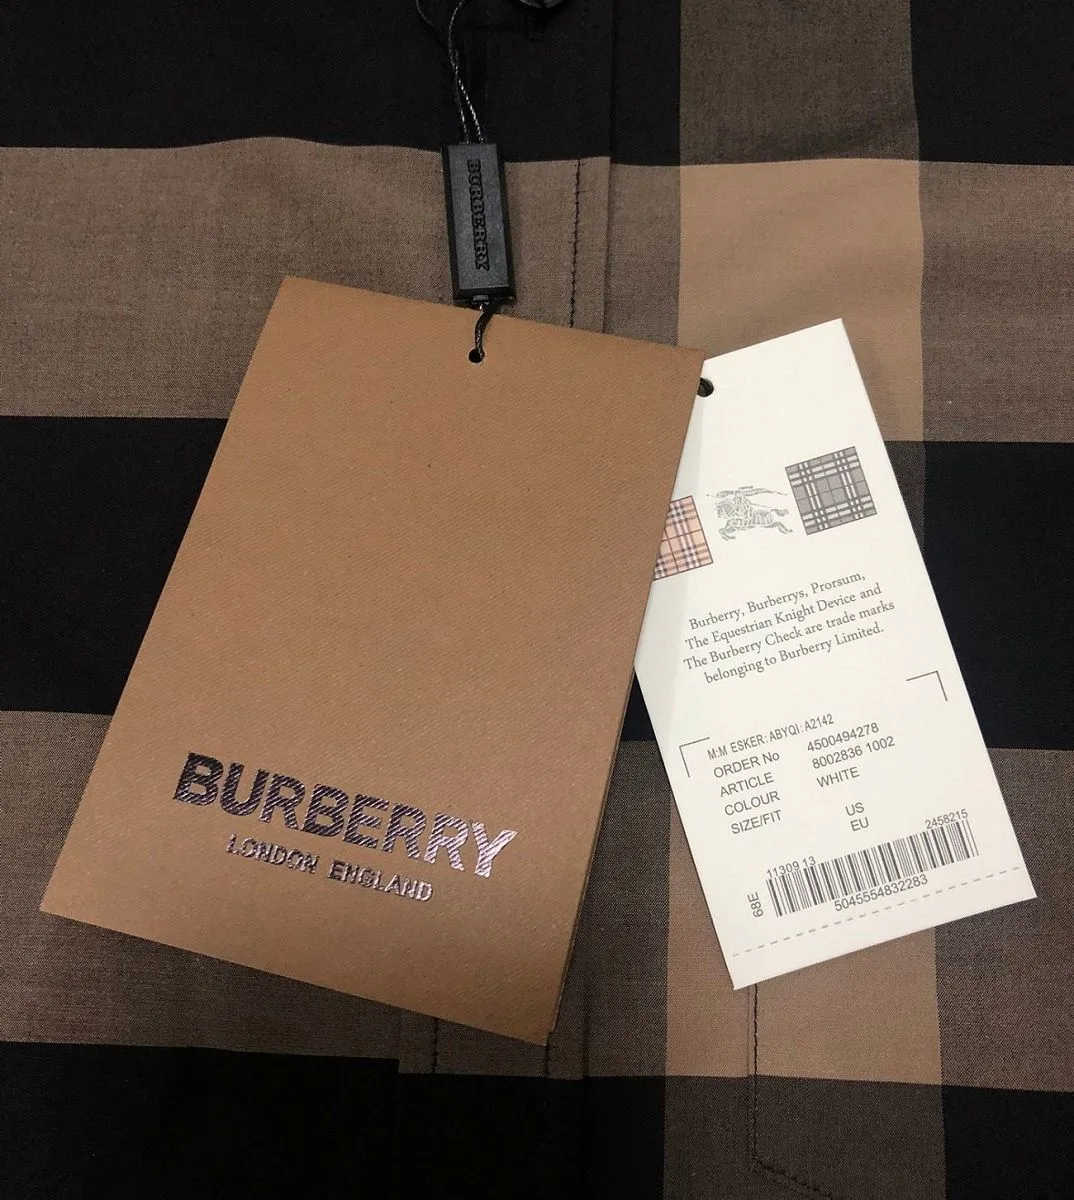 BURBERRY
BURBERRY
LONDON ENGLAND
Burberry, Burberrys, Prorsum,
The Equestrian Knight Device and
The Burberry Check are trade marks
belonging to Burberry Limited.
M:M ESKER:ABYQI:A2142
ORDER No 4500494278
ARTICLE 8002836 1002
COLOUR WHITE
SIZE/FIT US
EU
68E
11309 13 2458215
5045554832283